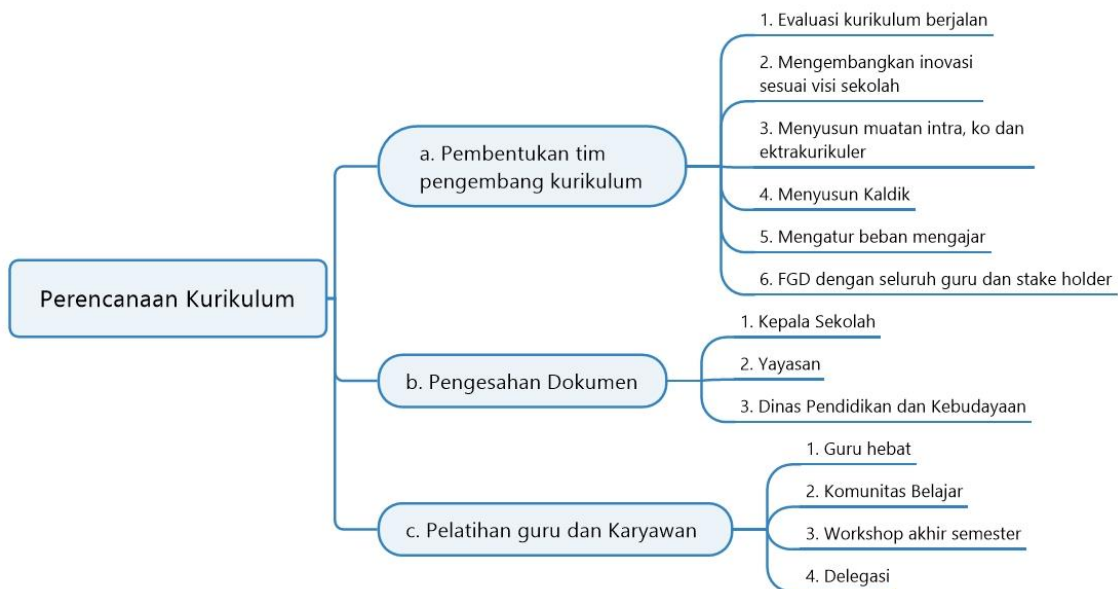 Perencanaan Kurikulum
a. Pembentukan tim
pengembang kurikulum
1. Evaluasi kurikulum berjalan
2. Mengembangkan inovasi
sesuai visi sekolah
3. Menyusun muatan intra, ko dan
ektrakurikuler
4. Menyusun Kaldik
5. Mengatur beban mengajar
6. FGD dengan seluruh guru dan stake holder
b. Pengesahan Dokumen
1. Kepala Sekolah
2. Yayasan
3. Dinas Pendidikan dan Kebudayaan
c. Pelatihan guru dan Karyawan
1. Guru hebat
2. Komunitas Belajar
3. Workshop akhir semester
4. Delegasi